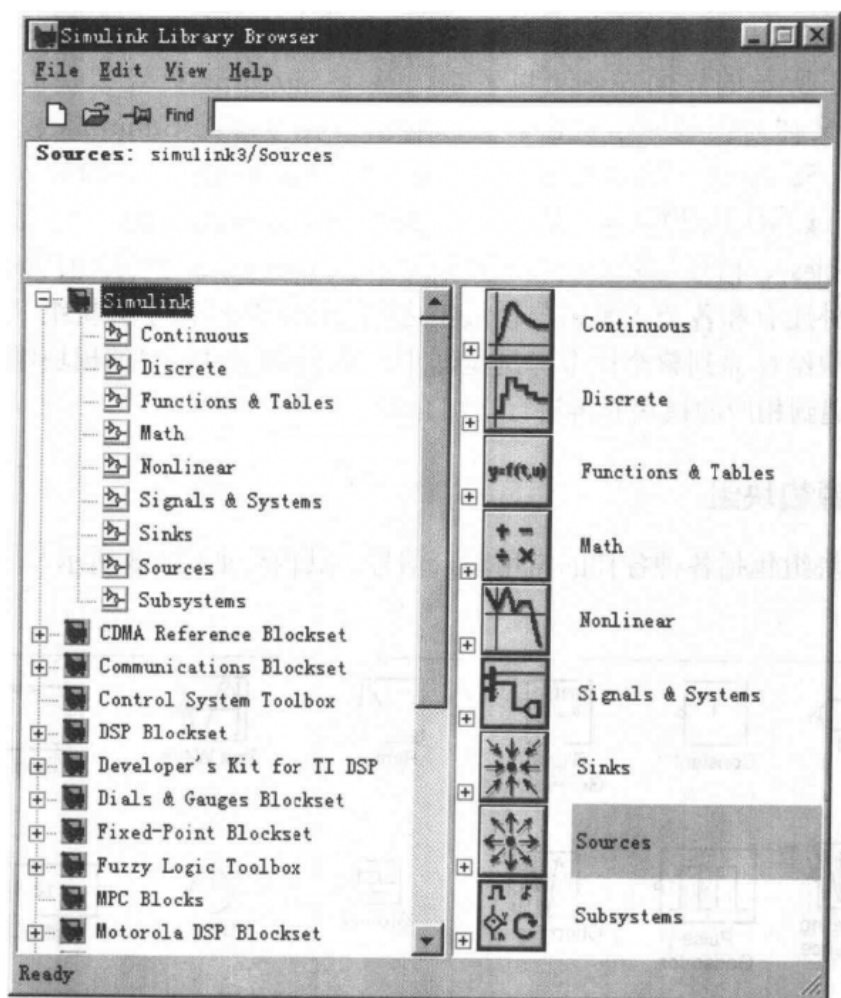 Simulink Library Browser
File Edit View Help
Find
Sources: simulink3/Sources
Simulink
Continuous
Discrete
Functions & Tables
Math
Nonlinear
Signals & Systems
Sinks
Sources
Subsystems
CDMA Reference Blockset
Communications Blockset
Control System Toolbox
DSP Blockset
Developer's Kit for TI DSP
Dials & Gauges Blockset
Fixed-Point Blockset
Fuzzy Logic Toolbox
MPC Blocks
Motorola DSP Blockset
Continuous
Discrete
y=f(t,u)
Functions & Tables
Math
Nonlinear
Signals & Systems
Sinks
Sources
Subsystems
Ready